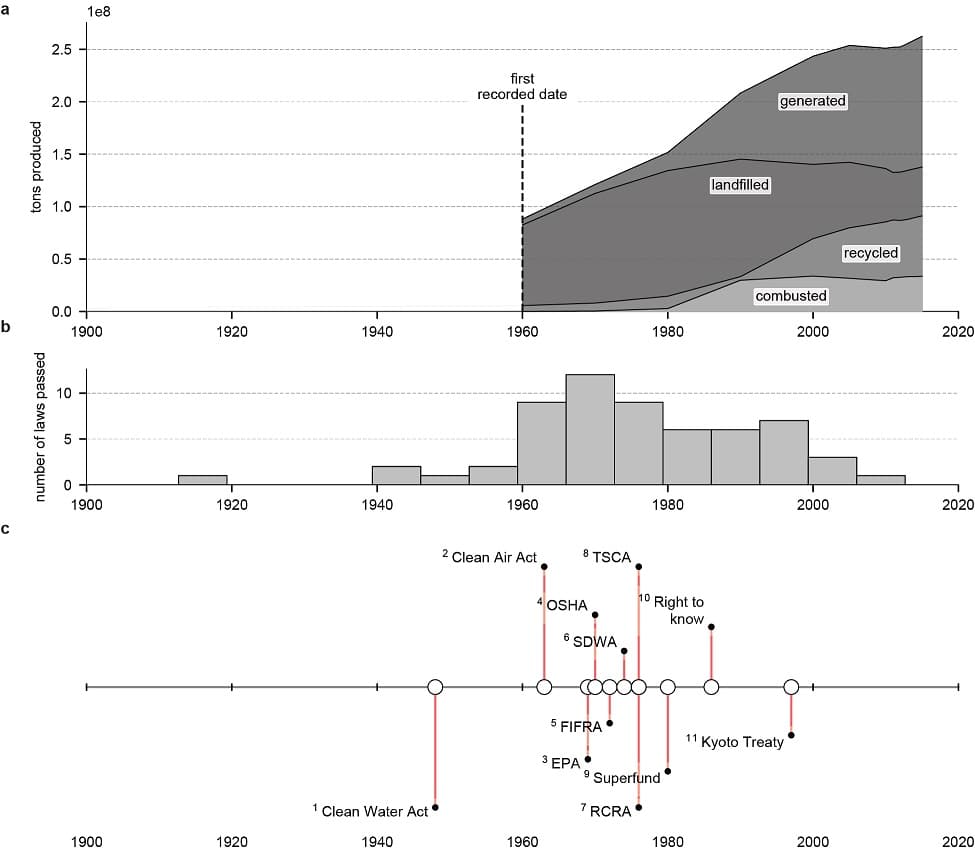 a
1e8
2.5
2.0
1.5
1.0
0.5
0.0
tons produced
first
recorded date
generated
landfilled
recycled
combusted
1900 1920 1940 1960 1980 2000 2020
b
number of laws passed
10
5
0
1900 1920 1940 1960 1980 2000 2020
c
2 Clean Air Act
8 TSCA
4 OSHA
10 Right to
know
6 SDWA
5 FIFRA
11 Kyoto Treaty
3 EPA
9 Superfund
1 Clean Water Act
7 RCRA
1900 1920 1940 1960 1980 2000 2020